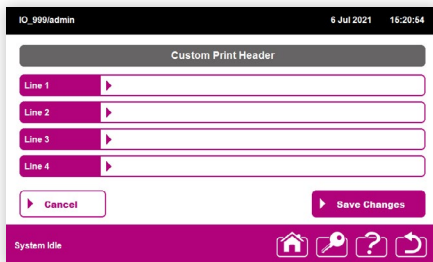 IO_999/admin 6 Jul 2021 15:20:54
Custom Print Header
Line 1
Line 2
Line 3
Line 4
Cancel Save Changes
System Idle